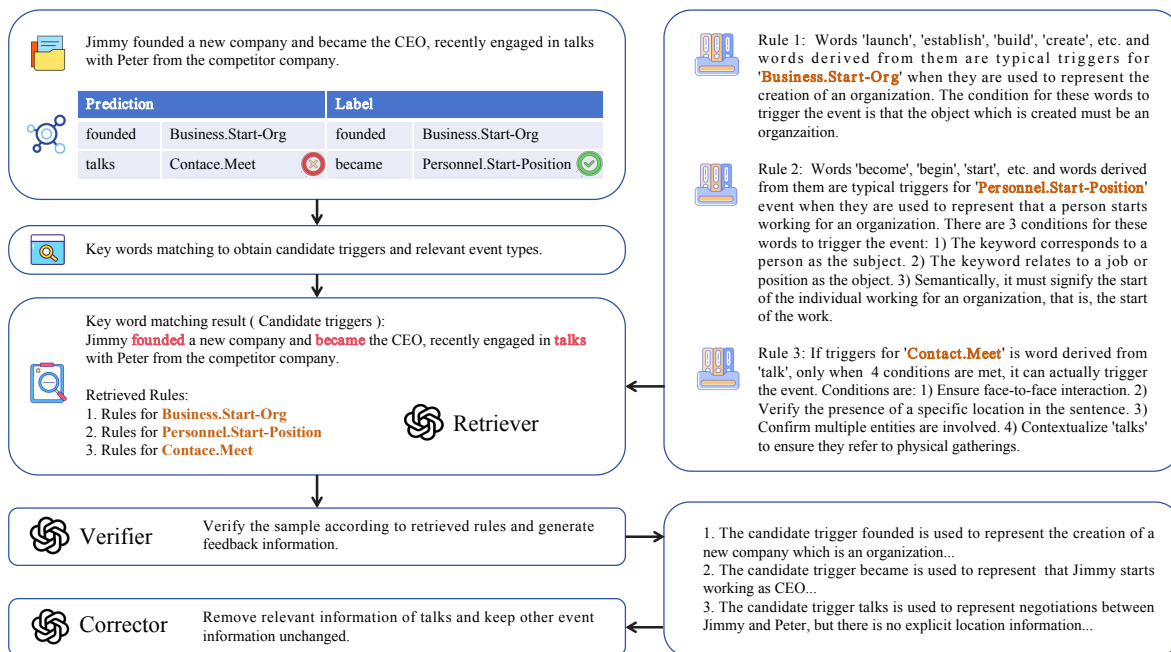 Jimmy founded a new company and became the CEO, recently engaged in talks
with Peter from the competitor company.
Prediction Label
founded Business.Start-Org founded Business.Start-Org
talks Contace.Meet became Personnel.Start-Position
Key words matching to obtain candidate triggers and relevant event types.
Key word matching result ( Candidate triggers ):
Jimmy founded a new company and became the CEO, recently engaged in talks
with Peter from the competitor company.
Retrieved Rules:
1. Rules for Business.Start-Org
2. Rules for Personnel.Start-Position
3. Rules for Contace.Meet
Retriever
Verifier
Verify the sample according to retrieved rules and generate
feedback information.
Corrector
Remove relevant information of talks and keep other event
information unchanged.
Rule 1: Words 'launch', 'establish', 'build', 'create', etc. and
words derived from them are typical triggers for
'Business.Start-Org' when they are used to represent the
creation of an organization. The condition for these words to
trigger the event is that the object which is created must be an
organzaition.
Rule 2: Words 'become', 'begin', 'start', etc. and words derived
from them are typical triggers for 'Personnel.Start-Position'
event when they are used to represent that a person starts
working for an organization. There are 3 conditions for these
words to trigger the event: 1) The keyword corresponds to a
person as the subject. 2) The keyword relates to a job or
position as the object. 3) Semantically, it must signify the start
of the individual working for an organization, that is, the start
of the work.
Rule 3: If triggers for 'Contact.Meet' is word derived from
'talk', only when 4 conditions are met, it can actually trigger
the event. Conditions are: 1) Ensure face-to-face interaction. 2)
Verify the presence of a specific location in the sentence. 3)
Confirm multiple entities are involved. 4) Contextualize 'talks'
to ensure they refer to physical gatherings.
1. The candidate trigger founded is used to represent the creation of a
new company which is an organization...
2. The candidate trigger became is used to represent that Jimmy starts
working as CEO...
3. The candidate trigger talks is used to represent negotiations between
Jimmy and Peter, but there is no explicit location information...